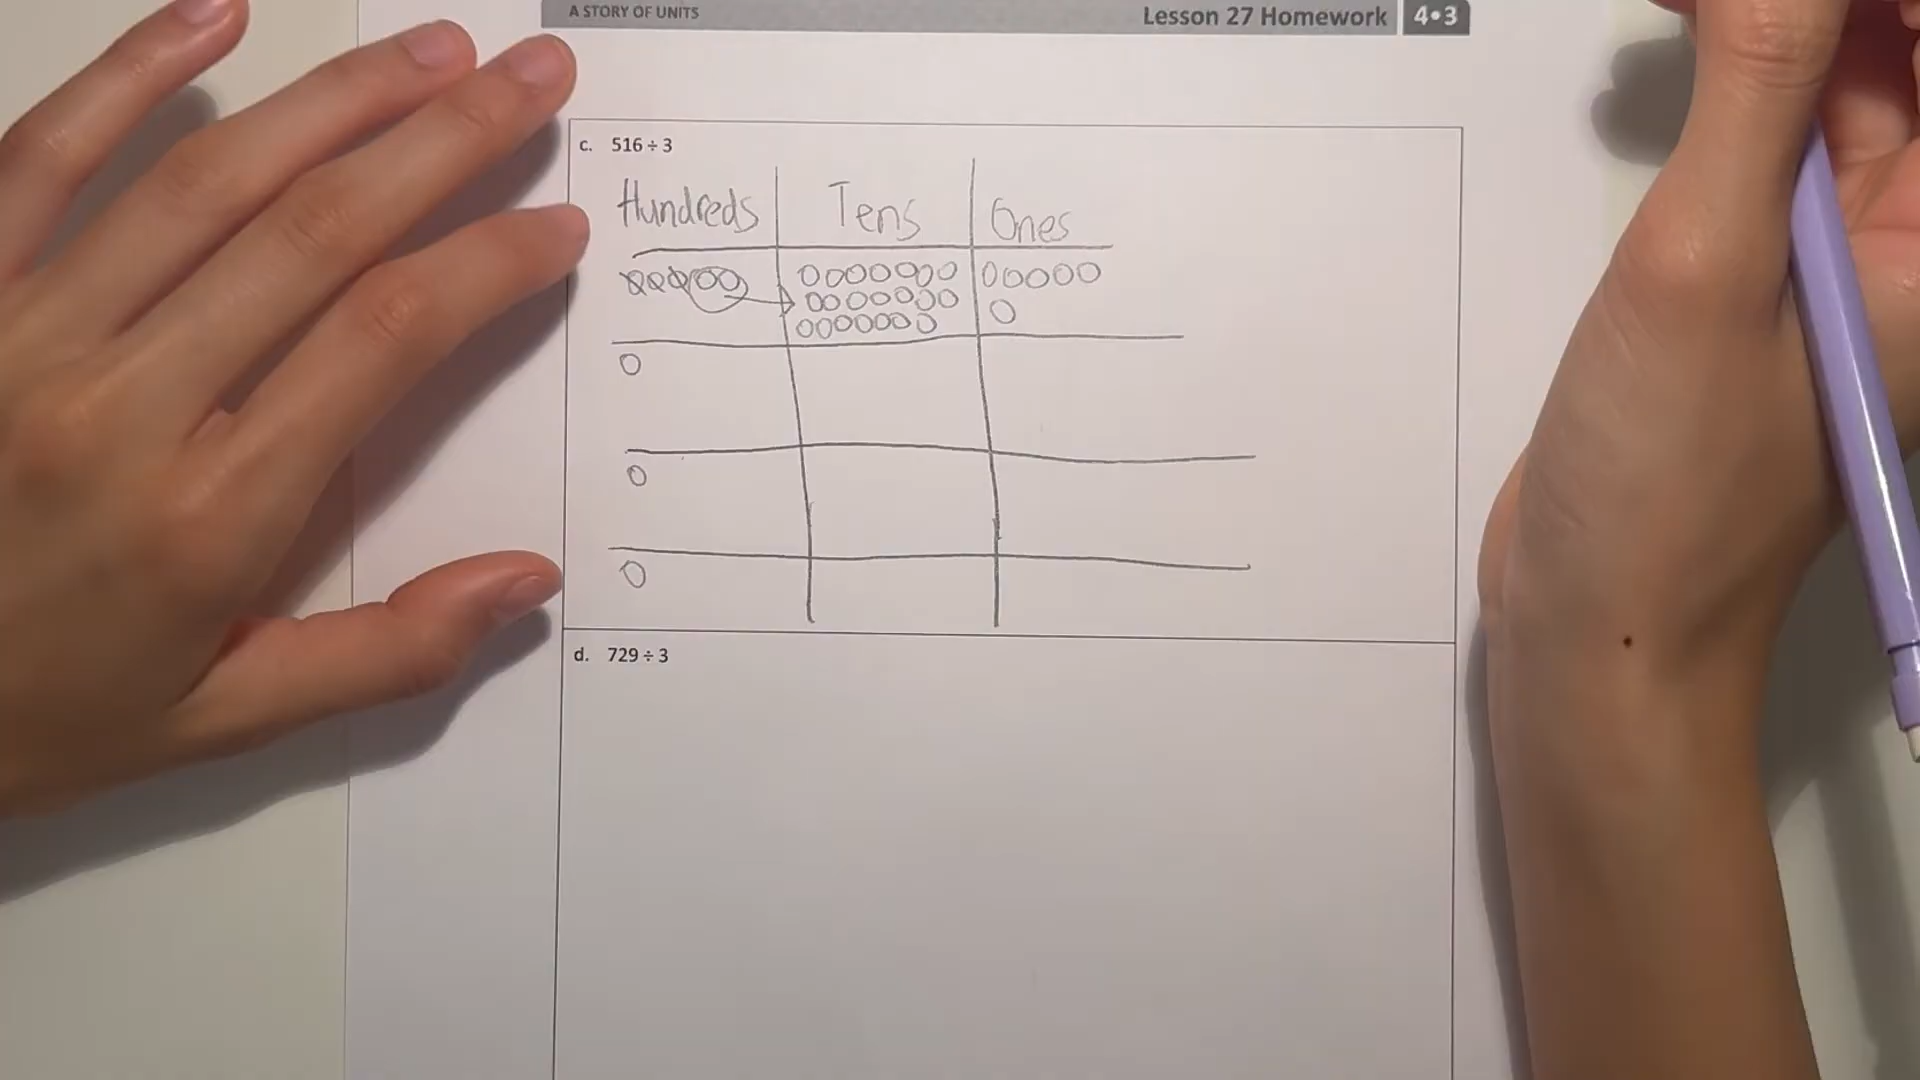 A STORY OF UNITS
Lesson 27 Homework 4•3
c. 516 ÷ 3
Hundreds Tens Ones
d. 729 ÷ 3